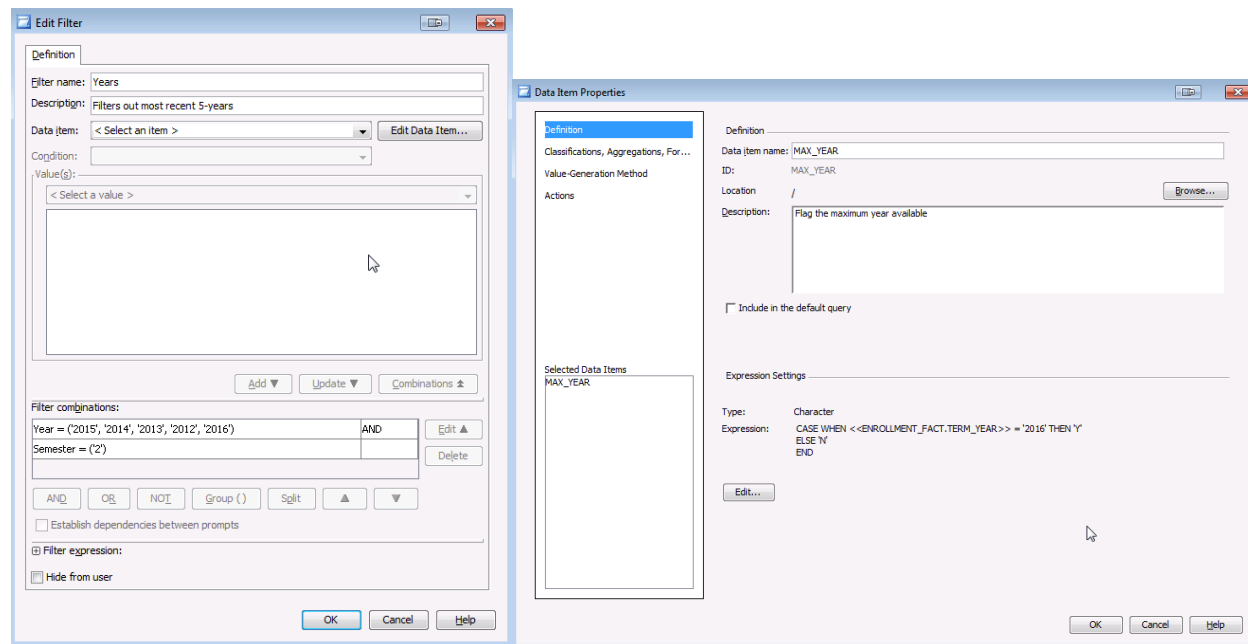 Edit Filter
Definition
Filter name: Years
Description: Filters out most recent 5-years
Data item: < Select an item > Edit Data Item...
Condition:
Value(s):
< Select a value >
Add ▼ Update ▼ Combinations
Filter combinations:
Year = ('2015', '2014', '2013', '2012', '2016') AND Edit ▲
Semester = ('2') Delete
AND OR NOT Group ( ) Split ▲ ▼
Establish dependencies between prompts
Filter expression:
Hide from user
OK Cancel Help
Data Item Properties
Definition
Classifications, Aggregations, For...
Value-Generation Method
Actions
Selected Data Items
MAX_YEAR
Definition
Data item name: MAX_YEAR
ID: MAX_YEAR
Location / Browse...
Description: Flag the maximum year available
Include in the default query
Expression Settings
Type: Character
Expression: CASE WHEN <<ENROLLMENT_FACT.TERM_YEAR>> = '2016' THEN 'Y'
ELSE 'N'
END
Edit...
OK Cancel Help